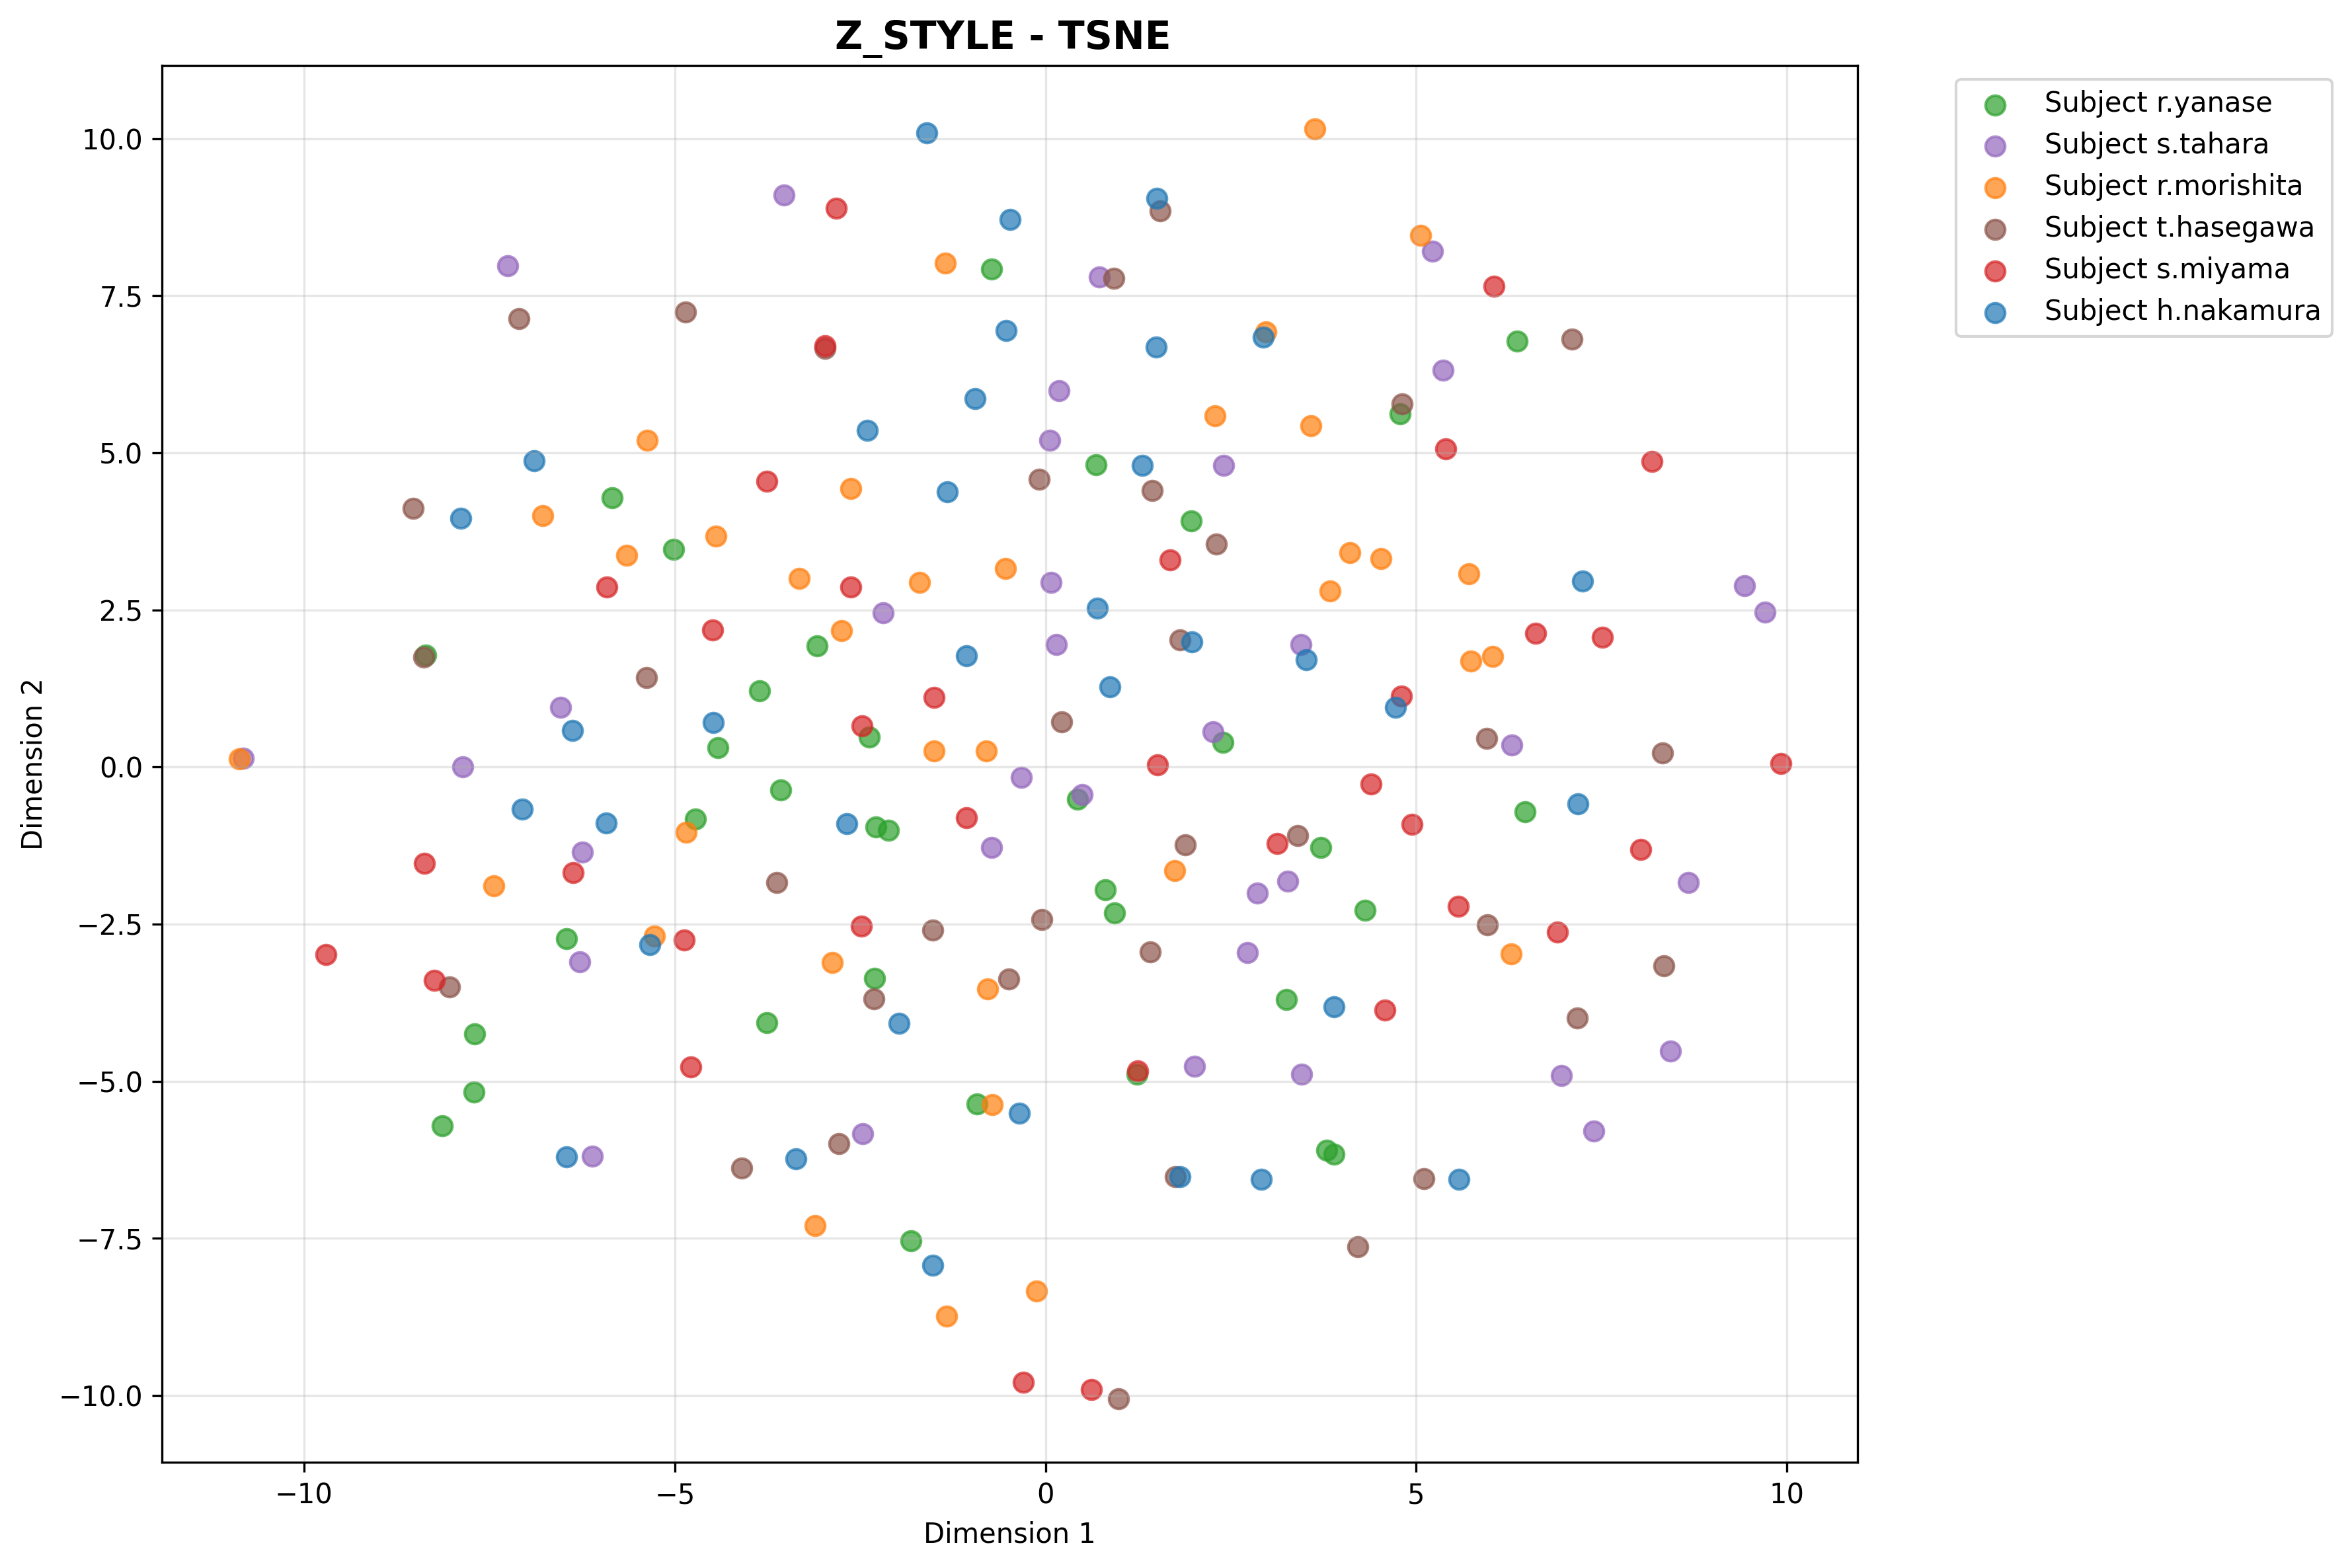 Z_STYLE - TSNE
Subject r.yanase
Subject s.tahara
Subject r.morishita
Subject t.hasegawa
Subject s.miyama
Subject h.nakamura
10.0
7.5
5.0
2.5
0.0
−2.5
−5.0
−7.5
−10.0
Dimension 2
−10
−5
0
5
10
Dimension 1